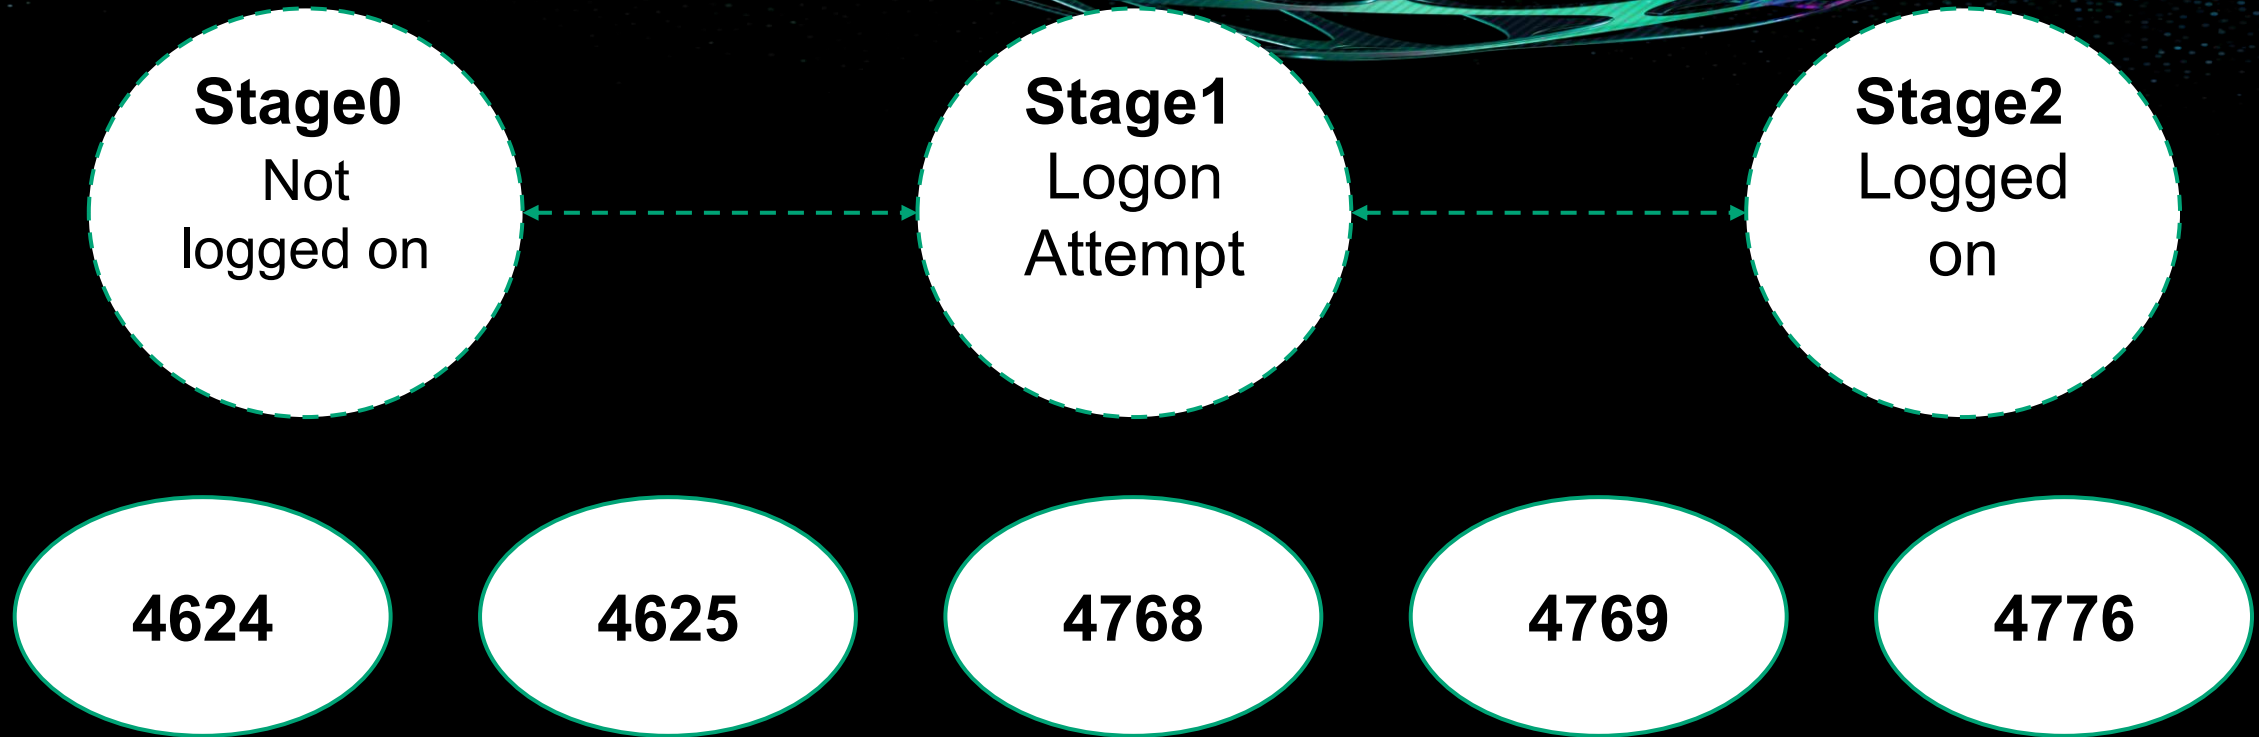 Stage0
Not
logged on
Stage1
Logon
Attempt
Stage2
Logged
on
4624
4625
4768
4769
4776